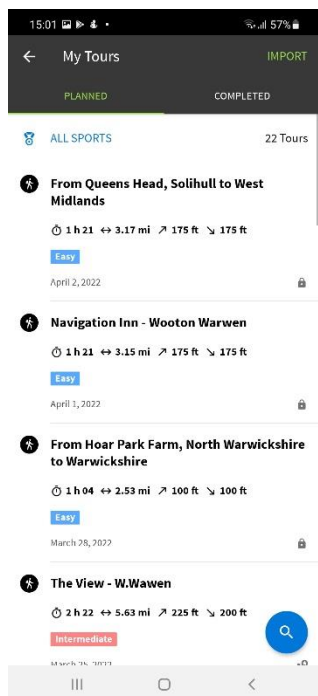 15:01 57%
My Tours IMPORT
PLANNED COMPLETED
ALL SPORTS 22 Tours
From Queens Head, Solihull to West
Midlands
1 h 21 ↔ 3.17 mi ↗ 175 ft ↘ 175 ft
Easy
April 2, 2022
Navigation Inn - Wooton Warwen
1 h 21 ↔ 3.15 mi ↗ 175 ft ↘ 175 ft
Easy
April 1, 2022
From Hoar Park Farm, North Warwickshire
to Warwickshire
1 h 04 ↔ 2.53 mi ↗ 100 ft ↘ 100 ft
Easy
March 28, 2022
The View - W.Wawen
2 h 22 ↔ 5.63 mi ↗ 225 ft ↘ 200 ft
Intermediate
March 25, 2022